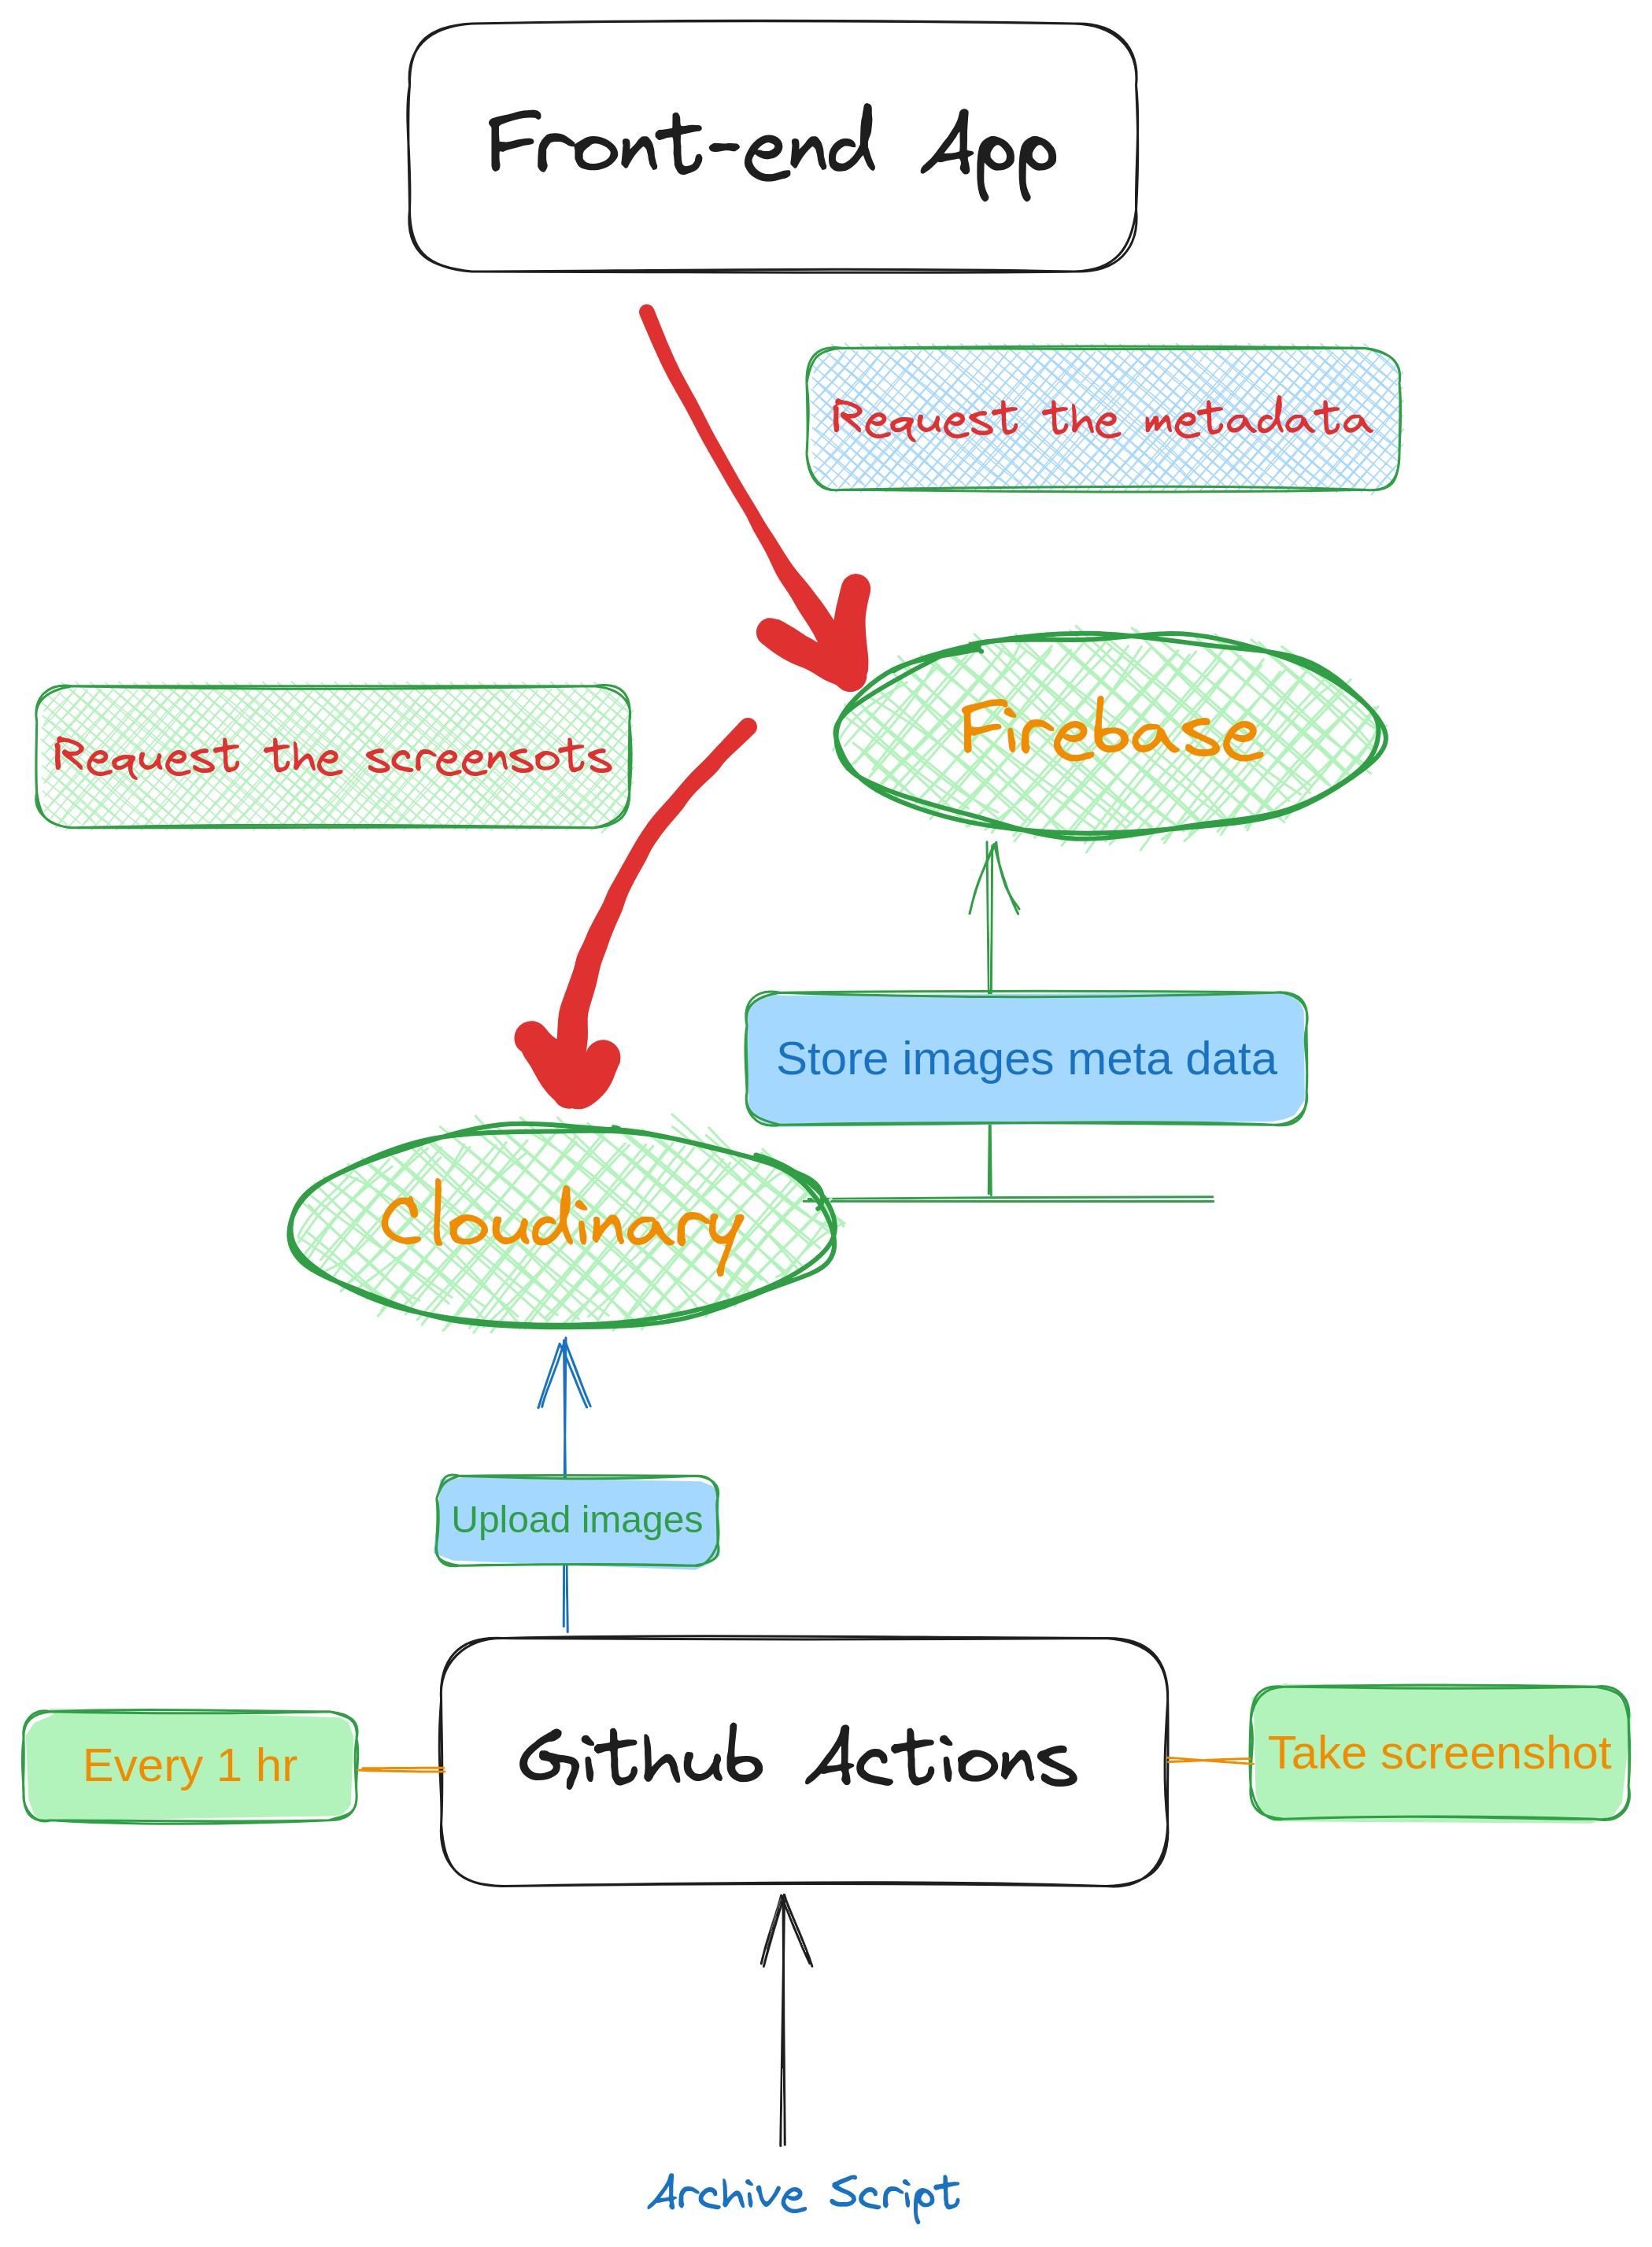 Front-end App
Request the metadata
Firebase
Request the screensots
Store images meta data
Cloudinary
Upload images
Every 1 hr
Github Actions
Take screenshot
Archive Script